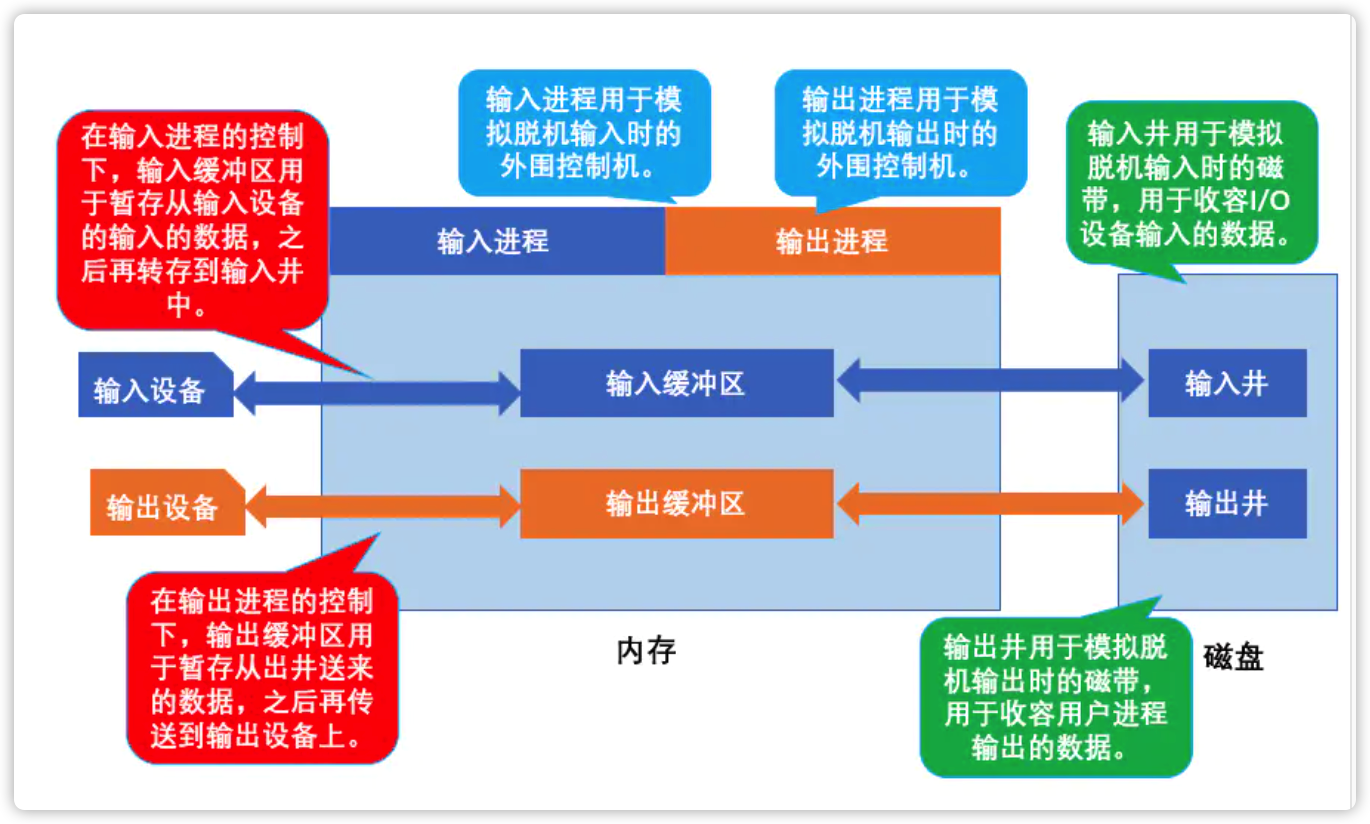 输入进程用于模
拟脱机输入时的
外围控制机。
输出进程用于模
拟脱机输出时的
外围控制机。
输入井用于模拟
脱机输入时的磁
带，用于收容I/O
设备输入的数据。
在输入进程的控制
下，输入缓冲区用
于暂存从输入设备
的输入的数据，之
后再转存到输入井
中。
输入进程
输出进程
输入设备
输入缓冲区
输入井
输出设备
输出缓冲区
输出井
在输出进程的控制
下，输出缓冲区用
于暂存从出井送来
的数据，之后再传
送到输出设备上。
内存
输出井用于模拟脱
机输出时的磁带，
用于收容用户进程
输出的数据。
磁盘